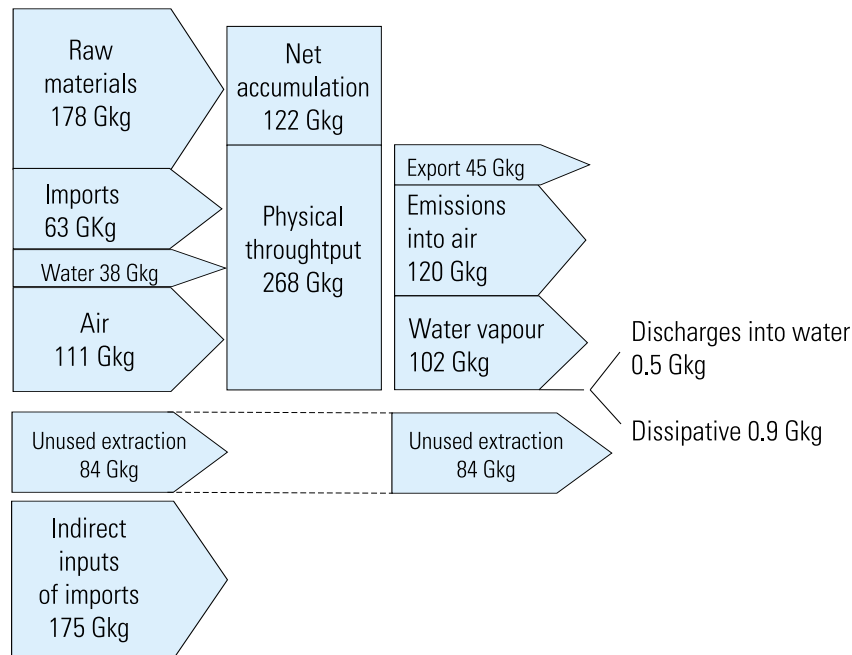 Raw
materials
178 Gkg
Imports
63 GKg
Water 38 Gkg
Air
111 Gkg
Net
accumulation
122 Gkg
Physical
throughtput
268 Gkg
Export 45 Gkg
Emissions
into air
120 Gkg
Water vapour
102 Gkg
Discharges into water
0.5 Gkg
Dissipative 0.9 Gkg
Unused extraction
84 Gkg
Unused extraction
84 Gkg
Indirect
inputs
of imports
175 Gkg